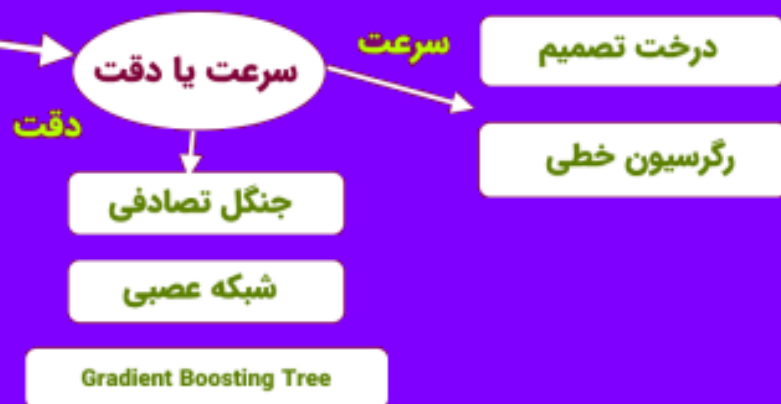 درخت تصمیم
سرعت
سرعت یا دقت
رگرسیون خطی
دقت
جنگل تصادفی
شبکه عصبی
Gradient Boosting Tree